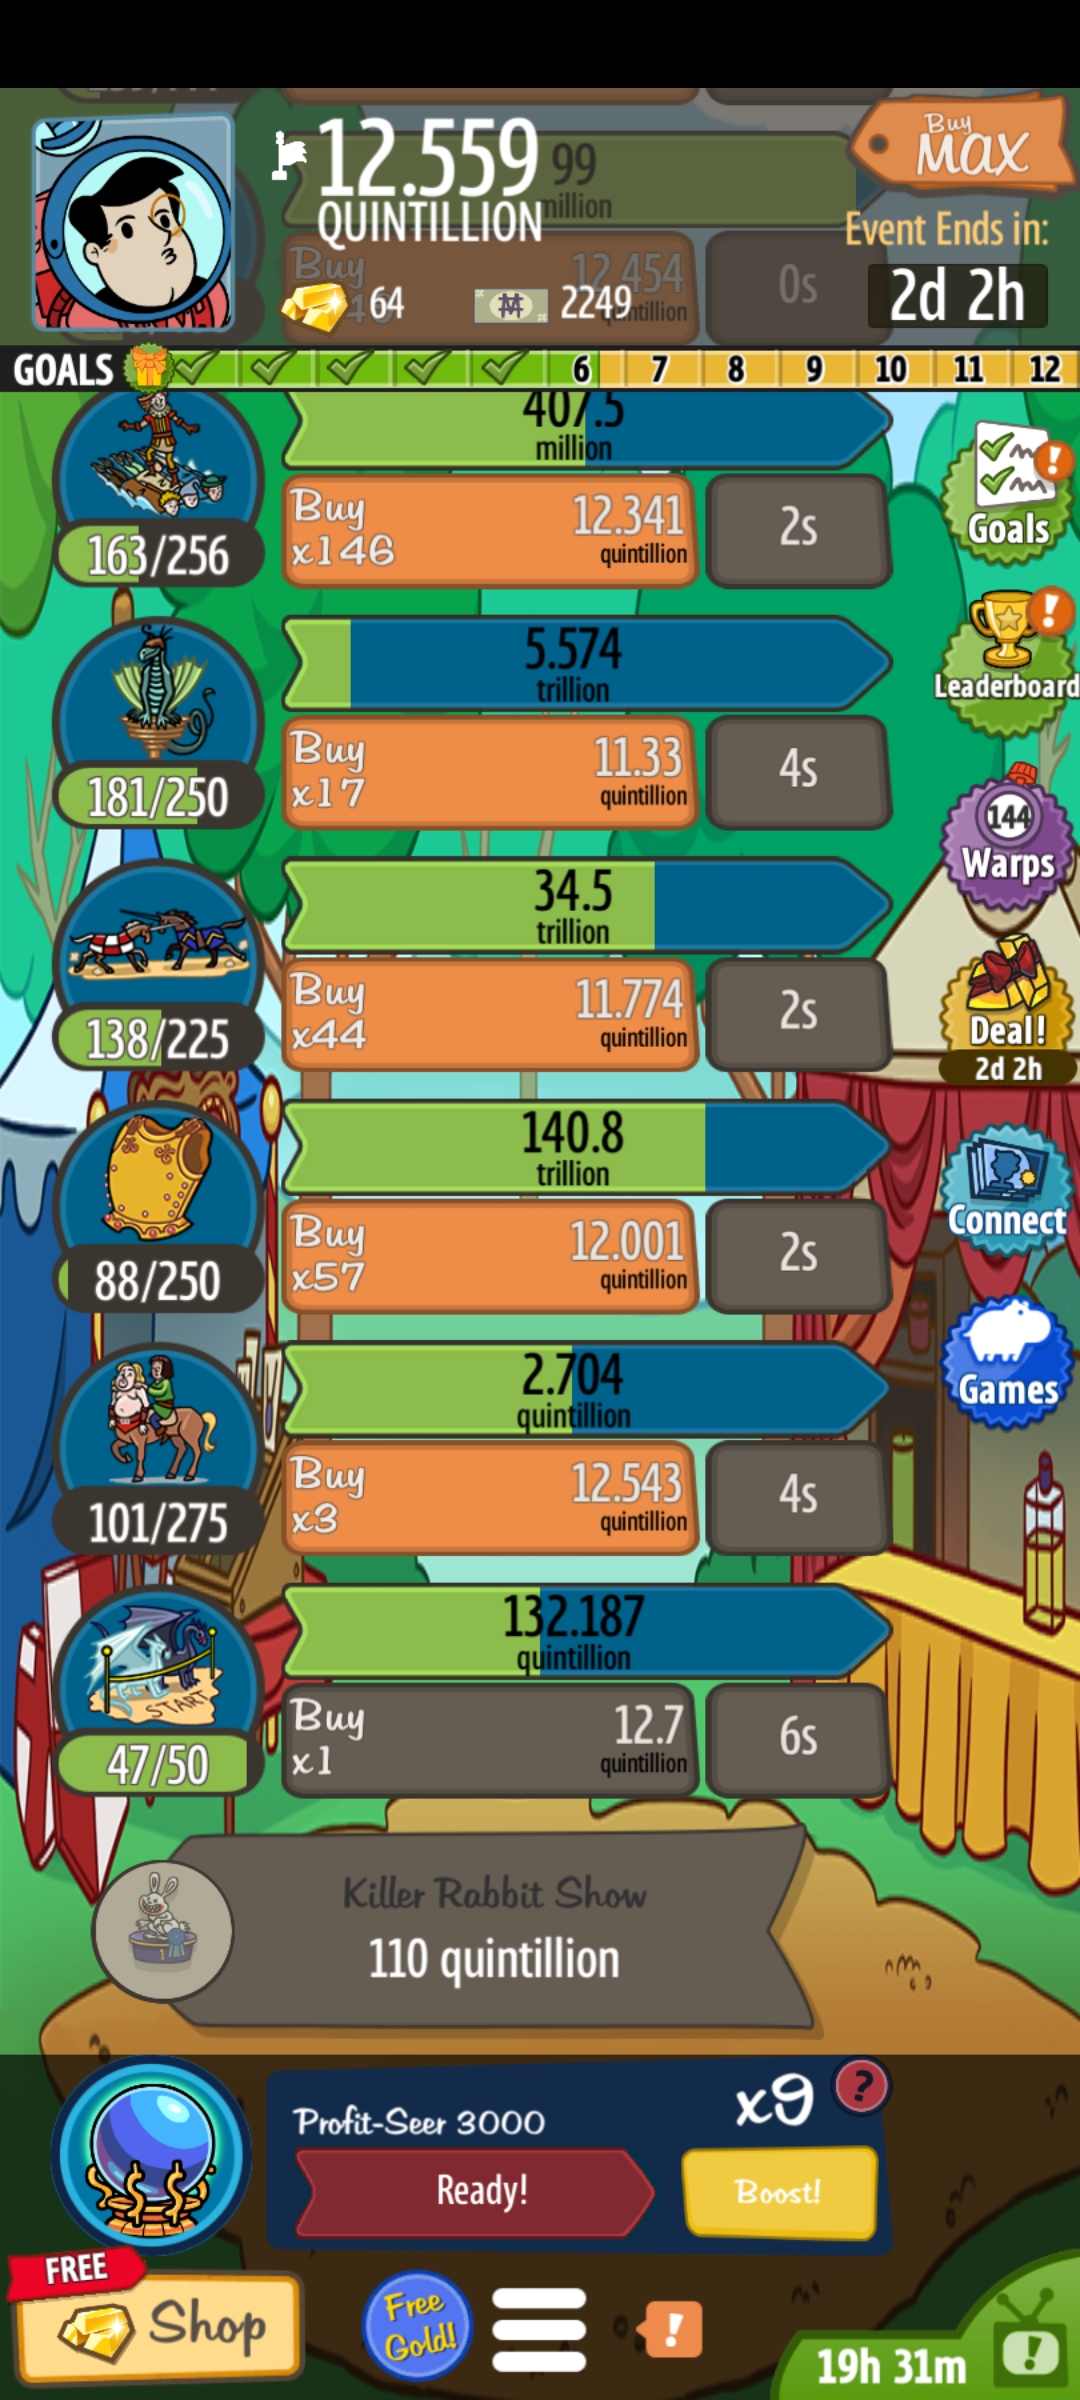 12.559
QUINTILLION
99
million
Buy
12.454
quintillion
0s
64
2249
Buy
MAX
Event Ends in:
2d 2h
GOALS
6 7 8 9 10 11 12
407.5
million
163/256
Buy
x146
12.341
quintillion
2s
Goals
5.574
trillion
181/250
Buy
x17
11.33
quintillion
4s
Leaderboard
34.5
trillion
138/225
Buy
x44
11.774
quintillion
2s
144
Warps
Deal!
2d 2h
140.8
trillion
88/250
Buy
x57
12.001
quintillion
2s
Connect
2.704
quintillion
101/275
Buy
x3
12.543
quintillion
4s
Games
132.187
quintillion
START
47/50
Buy
x1
12.7
quintillion
6s
Killer Rabbit Show
110 quintillion
1
Profit-Seer 3000
x9
?
Ready!
Boost!
FREE
Shop
Free
Gold!
!
19h 31m
!